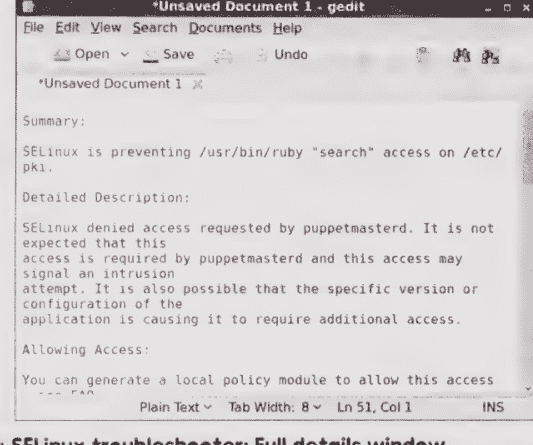 *Unsaved Document 1 - gedit
File Edit View Search Documents Help
Open Save Undo
*Unsaved Document 1
Summary:
SELinux is preventing /usr/bin/ruby "search" access on /etc/
pki.
Detailed Description:
SELinux denied access requested by puppetmasterd. It is not
expected that this
access is required by puppetmasterd and this access may
signal an intrusion
attempt. It is also possible that the specific version or
configuration of the
application is causing it to require additional access.
Allowing Access:
You can generate a local policy module to allow this access
Plain Text Tab Width: 8 Ln 51, Col 1 INS
SELinux troubleshooter: Full details window